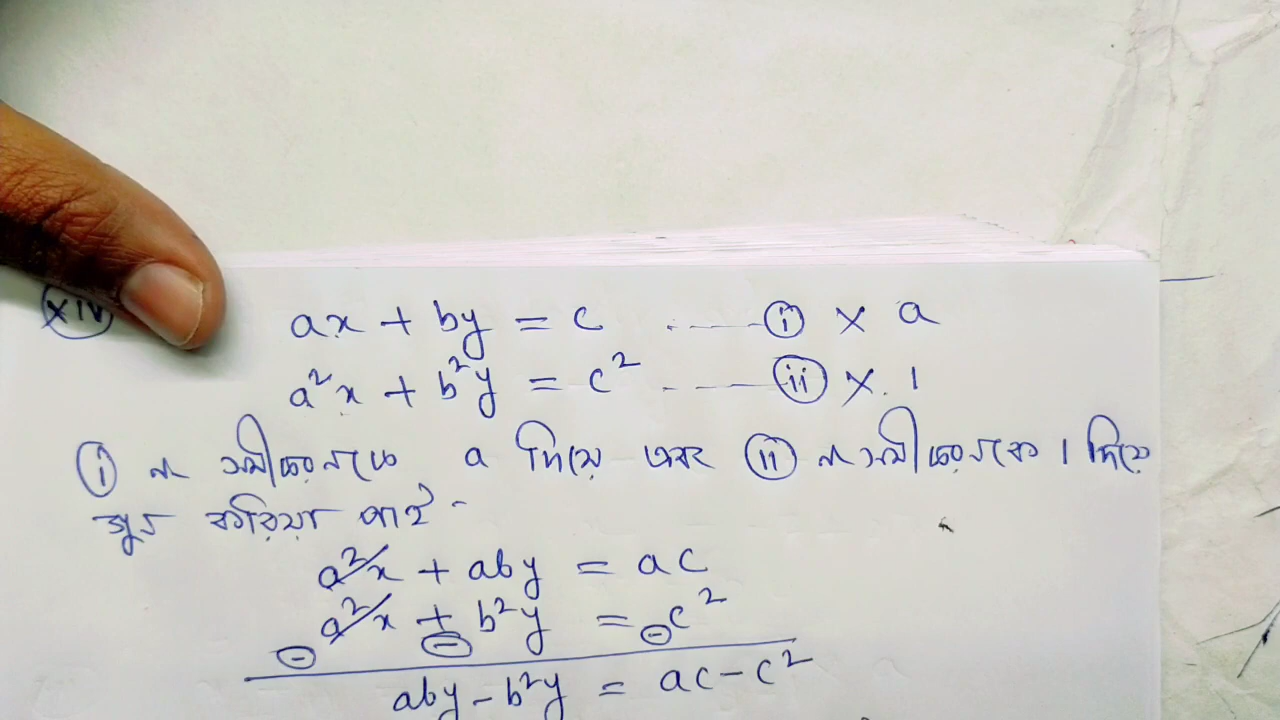 (xiv) ax + by = c ------- (i) × a
a²x + b²y = c² ------- (ii) × 1
(i) নং সমীকরণকে a দিয়ে এবং (ii) নং সমীকরণকে 1 দিয়ে
গুণ করিয়া পাই -
a²x + aby = ac
a²x + b²y = c²
(-) (-) (-)
aby - b²y = ac - c²